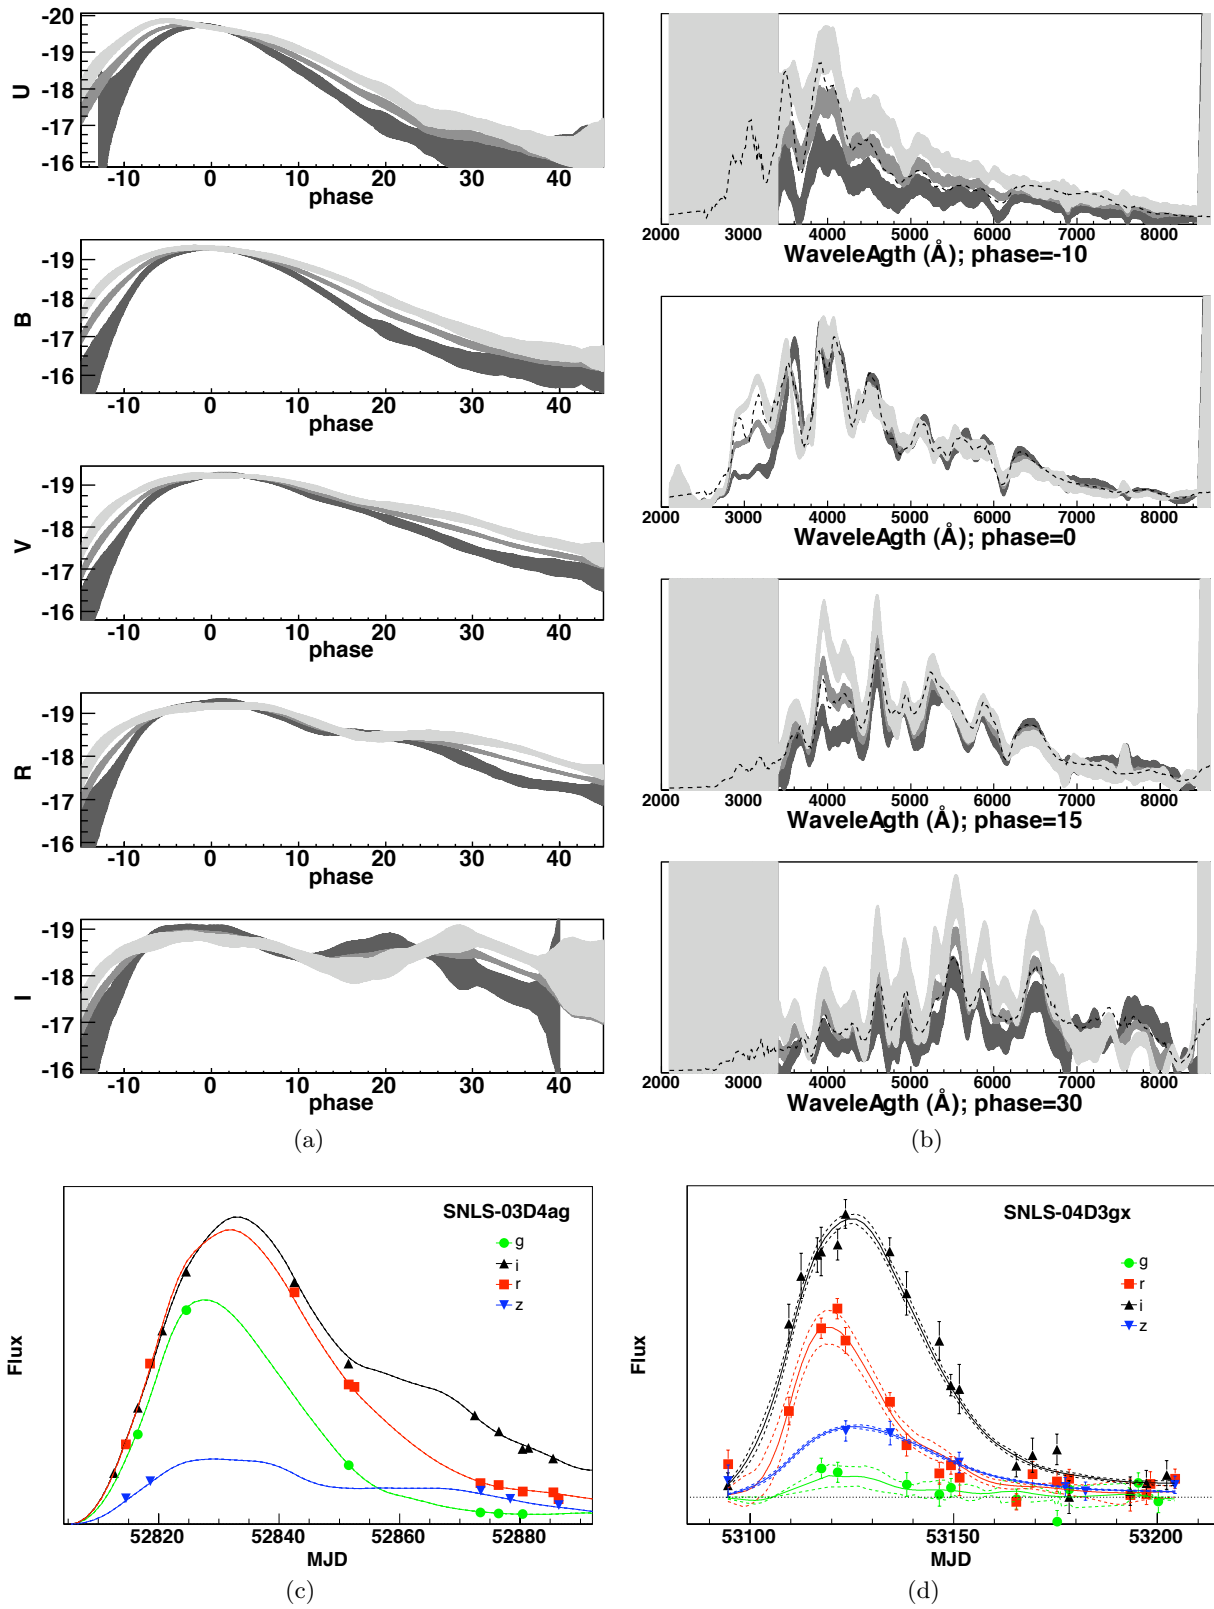 -20
-19
-18
-17
-16
U
-10 0 10 20 30 40
phase
-19
-18
-17
-16
B
-10 0 10 20 30 40
phase
-19
-18
-17
-16
V
-10 0 10 20 30 40
phase
-19
-18
-17
-16
R
-10 0 10 20 30 40
phase
-19
-18
-17
-16
I
-10 0 10 20 30 40
phase
(a)
2000 3000 4000 5000 6000 7000 8000
WaveleAgth (Å); phase=-10
2000 3000 4000 5000 6000 7000 8000
WaveleAgth (Å); phase=0
2000 3000 4000 5000 6000 7000 8000
WaveleAgth (Å); phase=15
2000 3000 4000 5000 6000 7000 8000
WaveleAgth (Å); phase=30
(b)
SNLS-03D4ag
g
i
r
z
Flux
52820 52840 52860 52880
MJD
(c)
SNLS-04D3gx
g
r
i
z
Flux
53100 53150 53200
MJD
(d)